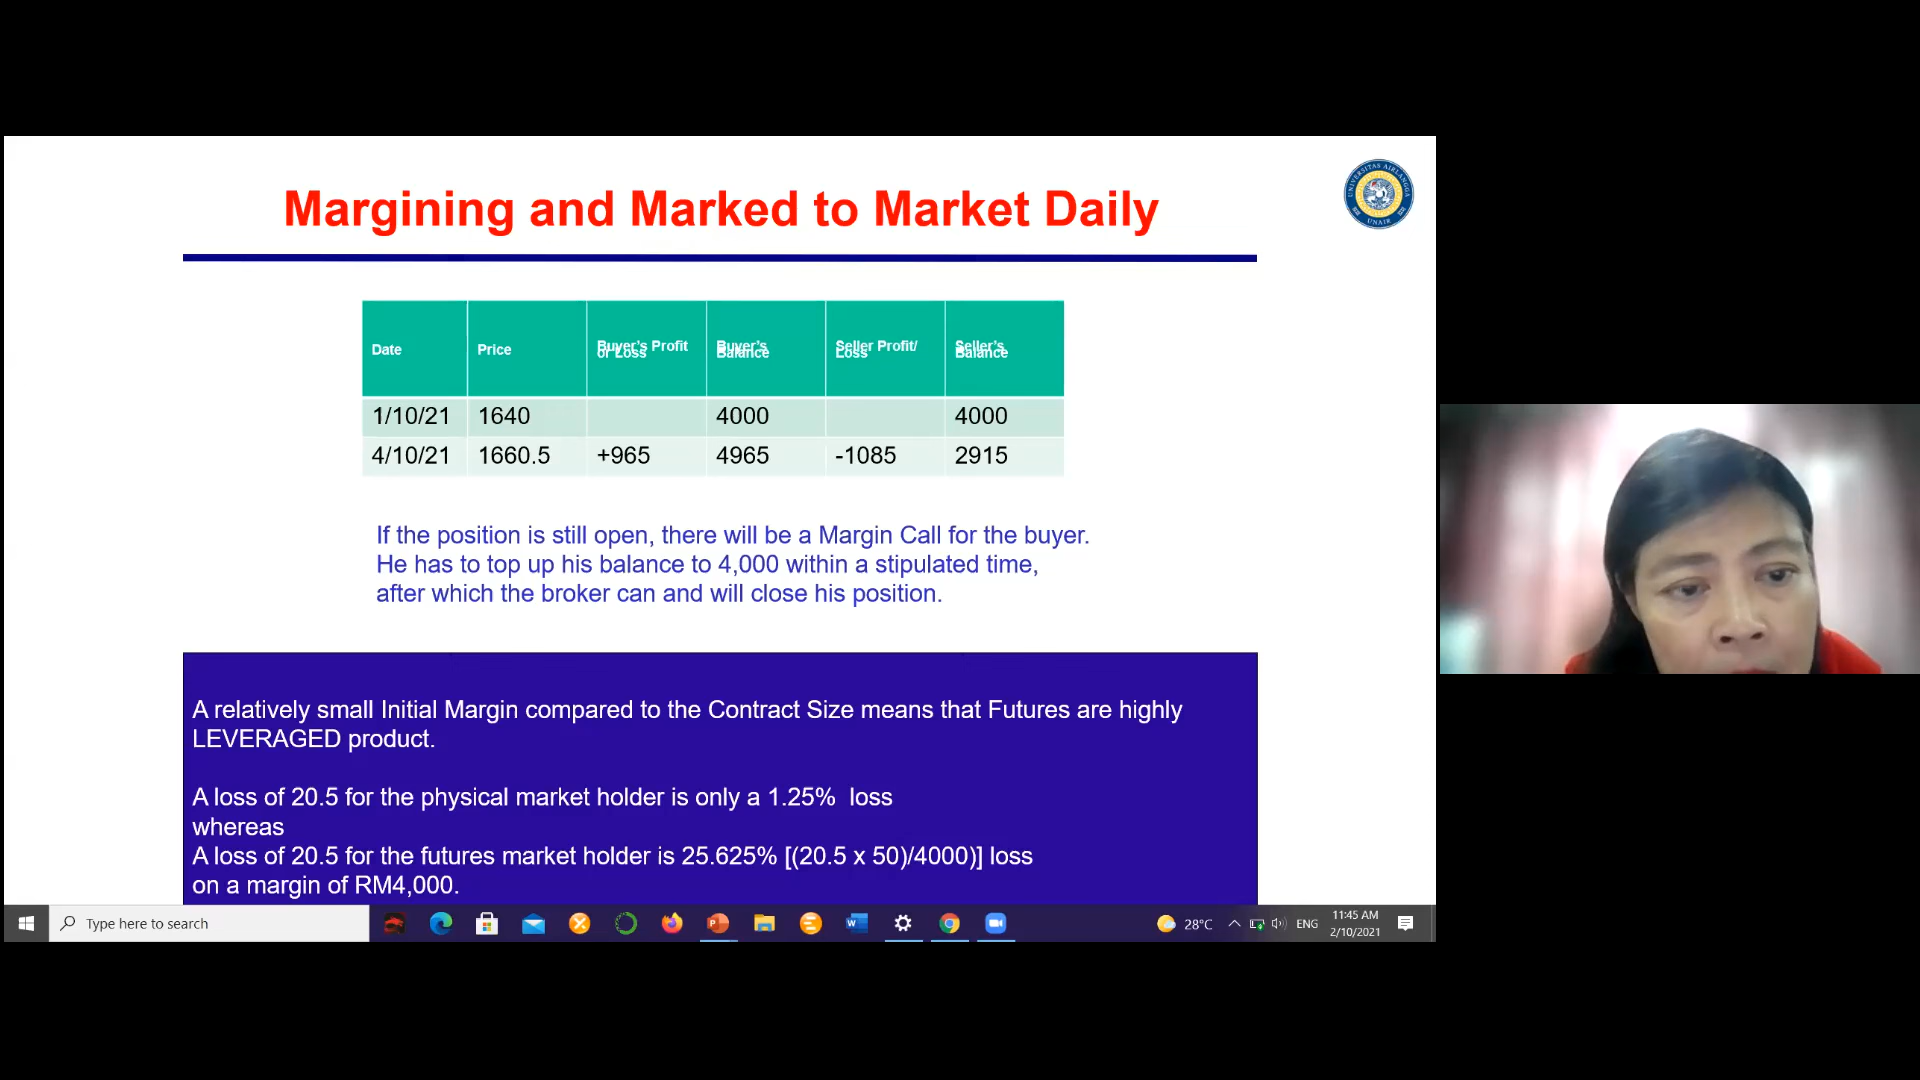 Margining and Marked to Market Daily
UNIVERSITAS AIRLANGGA
UNAIR
Date Price Buyer's Profit or Loss Buyer's Balance Seller Profit/ Loss Seller's Balance
1/10/21 1640 4000 4000
4/10/21 1660.5 +965 4965 -1085 2915
If the position is still open, there will be a Margin Call for the buyer.
He has to top up his balance to 4,000 within a stipulated time,
after which the broker can and will close his position.
A relatively small Initial Margin compared to the Contract Size means that Futures are highly
LEVERAGED product.
A loss of 20.5 for the physical market holder is only a 1.25% loss
whereas
A loss of 20.5 for the futures market holder is 25.625% [(20.5 x 50)/4000)] loss
on a margin of RM4,000.
Type here to search
28°C
ENG
11:45 AM
2/10/2021